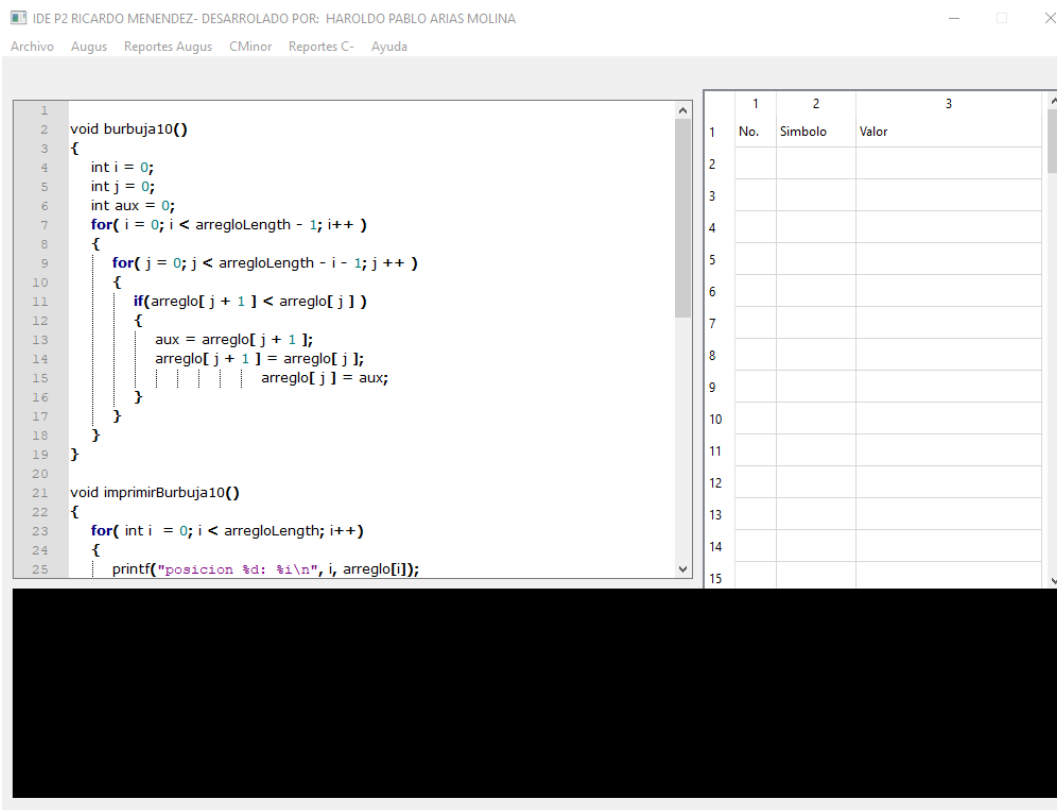 IDE P2 RICARDO MENENDEZ- DESARROLADO POR:  HAROLDO PABLO ARIAS MOLINA
Archivo Augus Reportes Augus CMinor Reportes C- Ayuda
1
2 void burbuja10()
3 {
4 int i = 0;
5 int j = 0;
6 int aux = 0;
7 for( i = 0; i < arregloLength - 1; i++ )
8 {
9 for( j = 0; j < arregloLength - i - 1; j ++ )
10 {
11 if(arreglo[ j + 1 ] < arreglo[ j ] )
12 {
13 aux = arreglo[ j + 1 ];
14 arreglo[ j + 1 ] = arreglo[ j ];
15 arreglo[ j ] = aux;
16 }
17 }
18 }
19 }
20
21 void imprimirBurbuja10()
22 {
23 for( int i  = 0; i < arregloLength; i++)
24 {
25 printf("posicion %d: %i\n", i, arreglo[i]);
1 2 3
1 No. Simbolo Valor
2
3
4
5
6
7
8
9
10
11
12
13
14
15